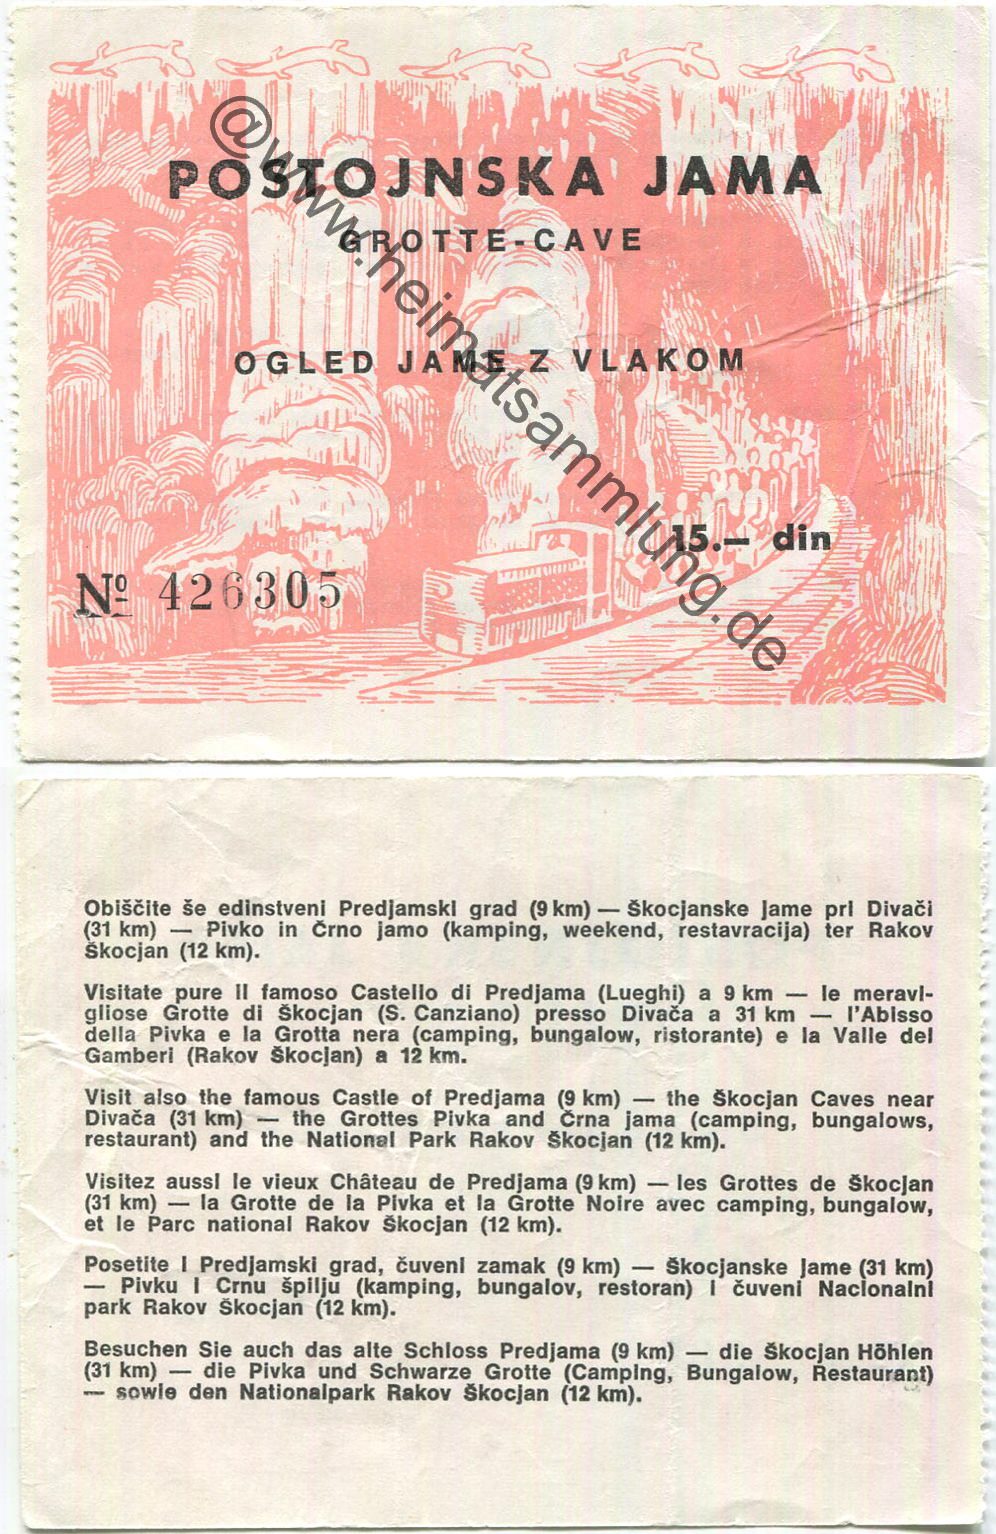 POSTOJNSKA JAMA
GROTTE-CAVE
OGLED JAME Z VLAKOM
15.— din
Nº 426305
@www.heimatsammlung.de
Obiščite še edinstveni Predjamski grad (9 km) — Škocjanske jame pri Divači
(31 km) — Pivko in Črno jamo (kamping, weekend, restavracija) ter Rakov
Škocjan (12 km).
Visitate pure il famoso Castello di Predjama (Lueghi) a 9 km — le meravi-
gliose Grotte di Škocjan (S. Canziano) presso Divača a 31 km — l'Abisso
della Pivka e la Grotta nera (camping, bungalow, ristorante) e la Valle dei
Gamberi (Rakov Škocjan) a 12 km.
Visit also the famous Castle of Predjama (9 km) — the Škocjan Caves near
Divača (31 km) — the Grottes Pivka and Črna jama (camping, bungalows,
restaurant) and the National Park Rakov Škocjan (12 km).
Visitez aussi le vieux Château de Predjama (9 km) — les Grottes de Škocjan
(31 km) — la Grotte de la Pivka et la Grotte Noire avec camping, bungalow,
et le Parc national Rakov Škocjan (12 km).
Posetite i Predjamski grad, čuveni zamak (9 km) — Škocjanske jame (31 km)
— Pivku i Crnu špilju (kamping, bungalov, restoran) i čuveni Nacionalni
park Rakov Škocjan (12 km).
Besuchen Sie auch das alte Schloss Predjama (9 km) — die Škocjan Höhlen
(31 km) — die Pivka und Schwarze Grotte (Camping, Bungalow, Restaurant)
— sowie den Nationalpark Rakov Škocjan (12 km).